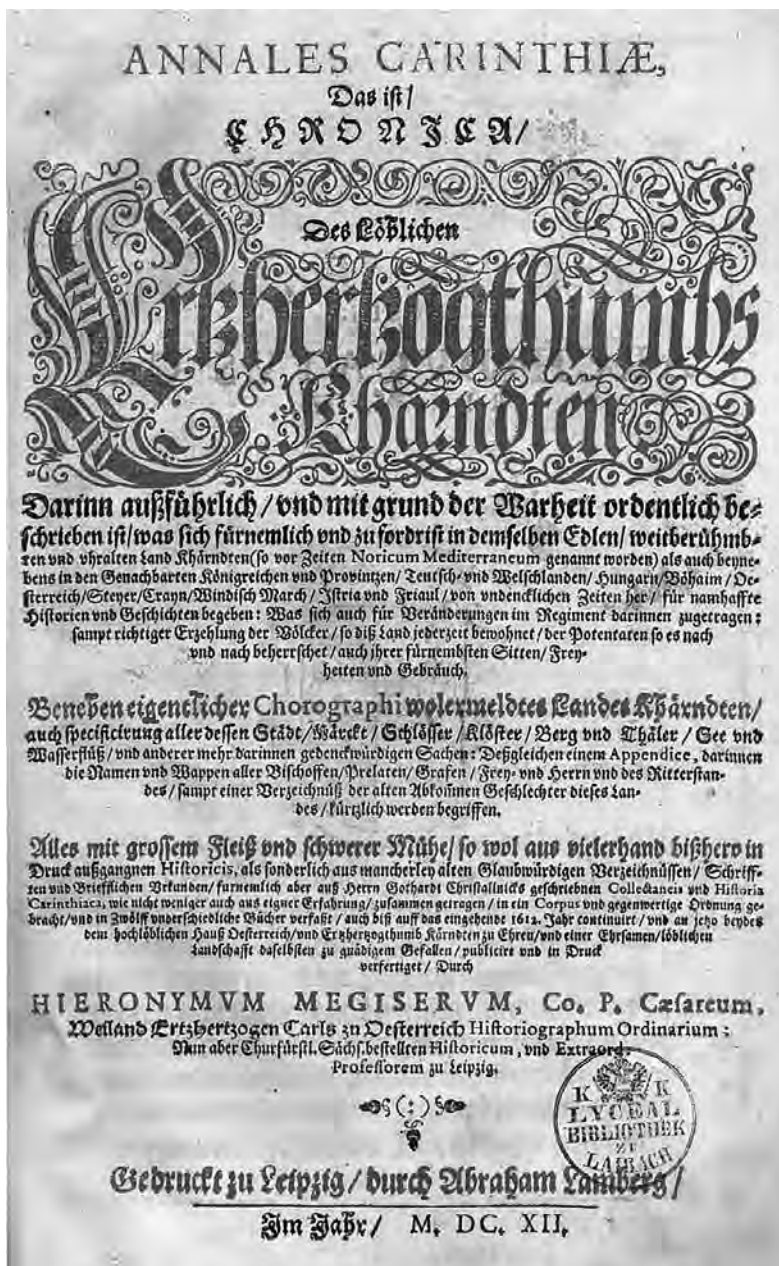 ANNALES CARINTHIÆ,
Das ist/
CHRONICA/
Des Löblichen
Ertzhertzogthumbs
Khärndten
Darinn außführlich/vnd mit grund der Warheit ordentlich be⸗
schrieben ist/was sich fürnemlich vnd zu fordrist in demselben Edlen/weitberühmb⸗
ten vnd vhralten Land Khärndten(so vor Zeiten Noricum Mediterraneum genannt worden) als auch beyne⸗
bens in den Genachbarten Königreichen vnd Provintzen/Teutsch⸗ vnd Welschlanden/Hungarn/Böhaim/Oe⸗
sterreich/Steyer/Crayn/Windisch March/Istria vnd Friaul/von vndencklichen Zeiten her/für namhaffte
Historien vnd Geschichten begeben: Was sich auch für Veränderungen im Regiment darinnen zugetragen:
sampt richtiger Erzehlung der Völcker/so diß Land jederzeit bewohnet/der Potentaten so es nach
vnd nach beherrschet/auch jhrer fürnembsten Sitten/Frey⸗
heiten vnd Gebräuch.
Beneben eigentlicher Chorographi wolermeldtes Landes Khärndten/
auch specificirung aller dessen Städt/Märckt/Schlösser/Klöster/Berg vnd Thäler/See vnd
Wasserflüß/vnd anderer mehr darinnen gedenckwürdigen Sachen: Deßgleichen einem Appendice, darinnen
die Namen vnd Wappen aller Bischoffen/Prelaten/Grafen/Frey⸗ vnd Herrn vnd des Ritterstan⸗
des/sampt einer Verzeichnüß der alten Abkom̃en Geschlechter dieses Lan⸗
des/kürtzlich werden begriffen.
Alles mit grossem Fleiß vnd schwerer Mühe/so wol aus vielerhand bißhero in
Druck außgangnen Historicis, als sonderlich aus mancherley alten Glaubwürdigen Verzeichnüssen/Schriff⸗
ten vnd Brieflichen Vrkunden/furnemlich aber auß Herrn Gothardt Christallnicks geschriebnen Collectaneis vnd Historia
Carinthiaca, wie nicht weniger auch aus eigner Erfahrung/zusammen getragen/in ein Corpus vnd gegenwertige Ordnung ge⸗
bracht/vnd in Zwölff vnderschiedliche Bücher verfaßt/auch biß auff das eingehende 1612. Jahr continuirt/vnd an jetzo beydes
dem hochlöblichen Hauß Oesterreich/vnd Ertzhertzogthumb Kärndten zu Ehren/vnd einer Ehrsamen/löblichen
Landschafft daselbsten zu gnädigem Gefallen/publicirt vnd in Druck
verfertiget/Durch
HIERONYMVM MEGISERVM, Co. P. Cæsareum,
Weiland Ertzhertzogen Carls zu Oesterreich Historiographum Ordinarium:
Nun aber Churfürstl. Sächs. bestellten Historicum, vnd Extraord:
Professorem zu Leipzig.
(:)
K K
LYCEAL
BIBLIOTHEK
ZU
LAIBACH
Gedruckt zu Leipzig/durch Abraham Lamberg/
Im Jahr/ M. DC. XII.